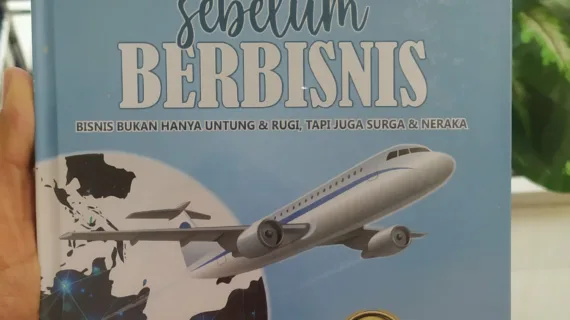 sebelum
BERBISNIS
BISNIS BUKAN HANYA UNTUNG & RUGI, TAPI JUGA SURGA & NERAKA